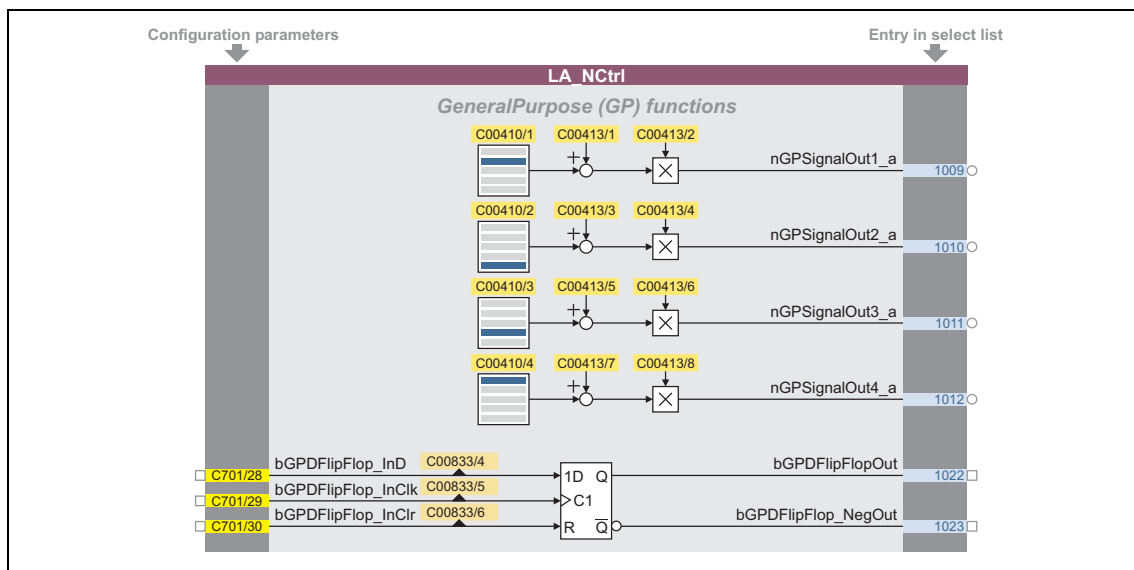 Configuration parameters
Entry in select list
LA_NCtrl
GeneralPurpose (GP) functions
C00410/1 C00413/1 C00413/2
+
×
nGPSignalOut1_a
1009
C00410/2 C00413/3 C00413/4
+
×
nGPSignalOut2_a
1010
C00410/3 C00413/5 C00413/6
+
×
nGPSignalOut3_a
1011
C00410/4 C00413/7 C00413/8
+
×
nGPSignalOut4_a
1012
C701/28 bGPDFlipFlop_InD C00833/4 1D Q bGPDFlipFlopOut 1022
C701/29 bGPDFlipFlop_InClk C00833/5 C1
C701/30 bGPDFlipFlop_InClr C00833/6 R Q̅ bGPDFlipFlop_NegOut 1023